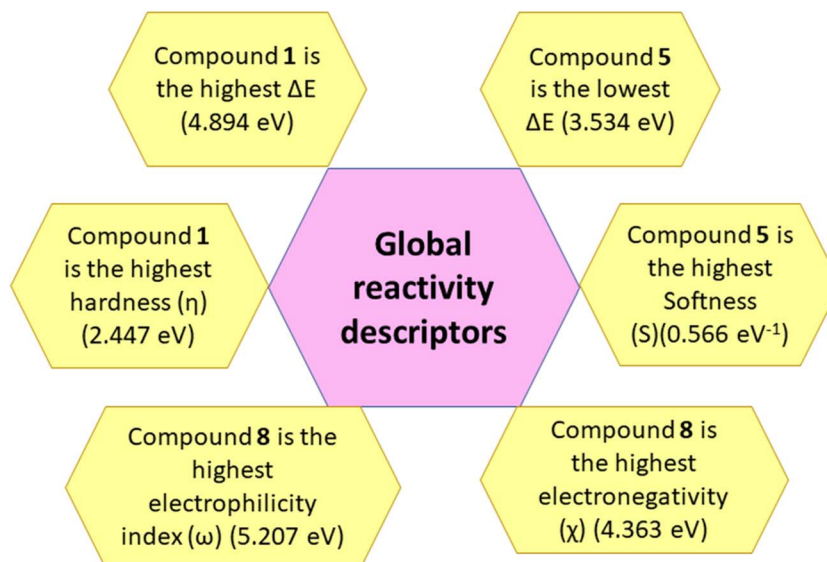 Compound 1 is
the highest ΔE
(4.894 eV)
Compound 5
is the lowest
ΔE (3.534 eV)
Compound 1
is the highest
hardness (η)
(2.447 eV)
Global
reactivity
descriptors
Compound 5 is
the highest
Softness
(S)(0.566 eV⁻¹)
Compound 8 is the
highest
electrophilicity
index (ω) (5.207 eV)
Compound 8 is
the highest
electronegativity
(χ) (4.363 eV)